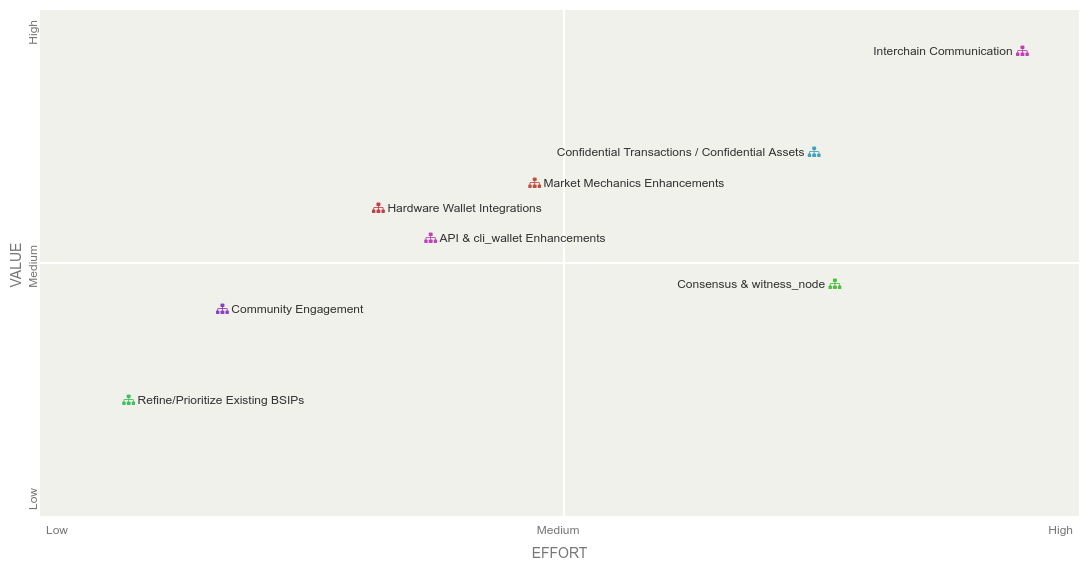 High
Interchain Communication
Confidential Transactions / Confidential Assets
Market Mechanics Enhancements
Hardware Wallet Integrations
API & cli_wallet Enhancements
VALUE
Medium
Consensus & witness_node
Community Engagement
Refine/Prioritize Existing BSIPs
Low
Low
Medium
High
EFFORT